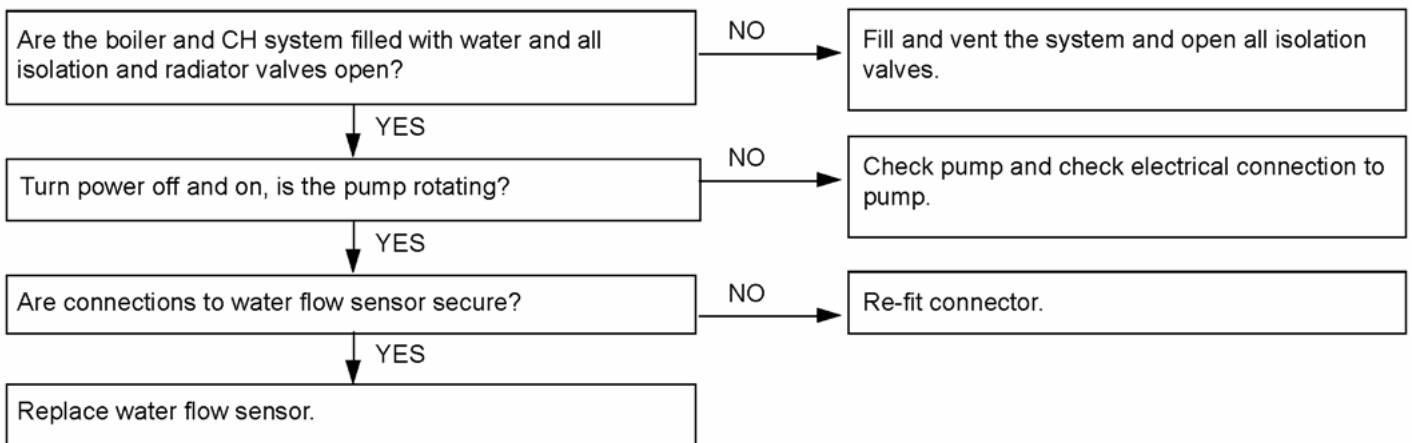 Are the boiler and CH system filled with water and all
isolation and radiator valves open?
NO
Fill and vent the system and open all isolation
valves.
YES
Turn power off and on, is the pump rotating?
NO
Check pump and check electrical connection to
pump.
YES
Are connections to water flow sensor secure?
NO
Re-fit connector.
YES
Replace water flow sensor.